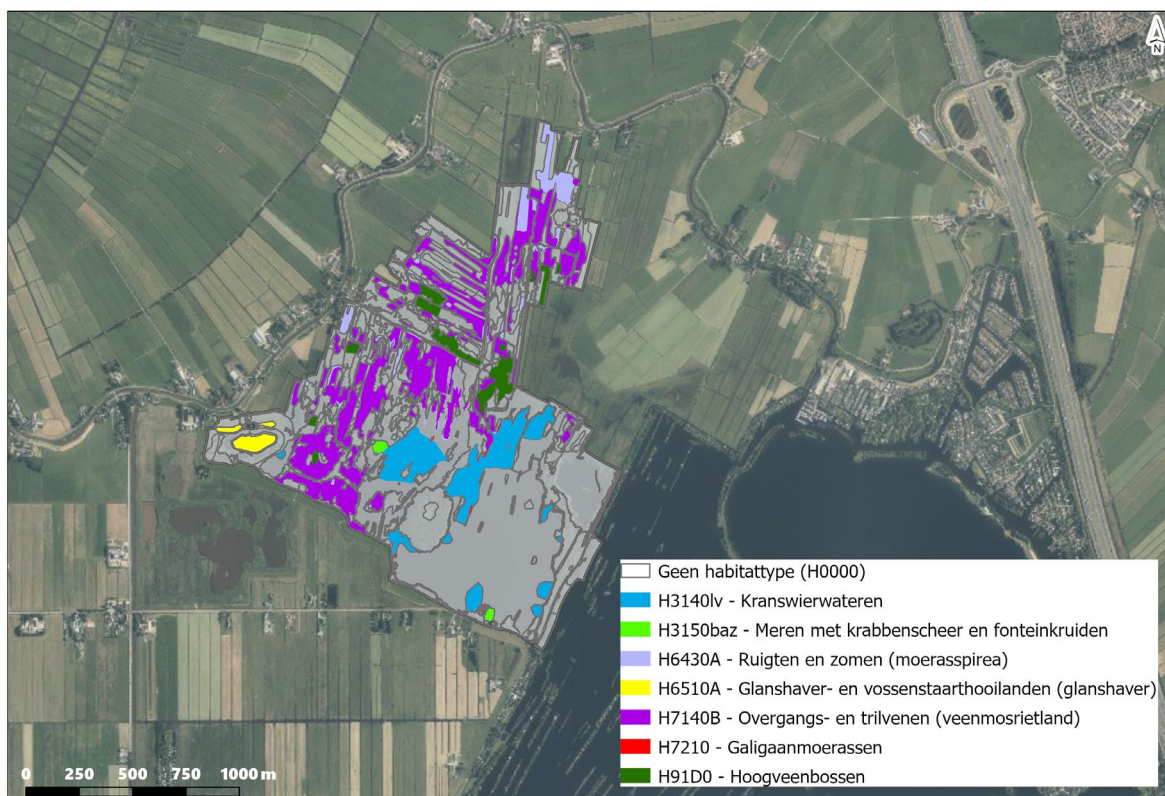 N
Geen habitattype (H0000)
H3140lv - Kranswierwateren
H3150baz - Meren met krabbenscheer en fonteinkruiden
H6430A - Ruigten en zomen (moerasspirea)
H6510A - Glanshaver- en vossenstaarthooilanden (glanshaver)
H7140B - Overgangs- en trilvenen (veenmosrietland)
H7210 - Galigaanmoerassen
H91D0 - Hoogveenbossen
0 250 500 750 1000 m